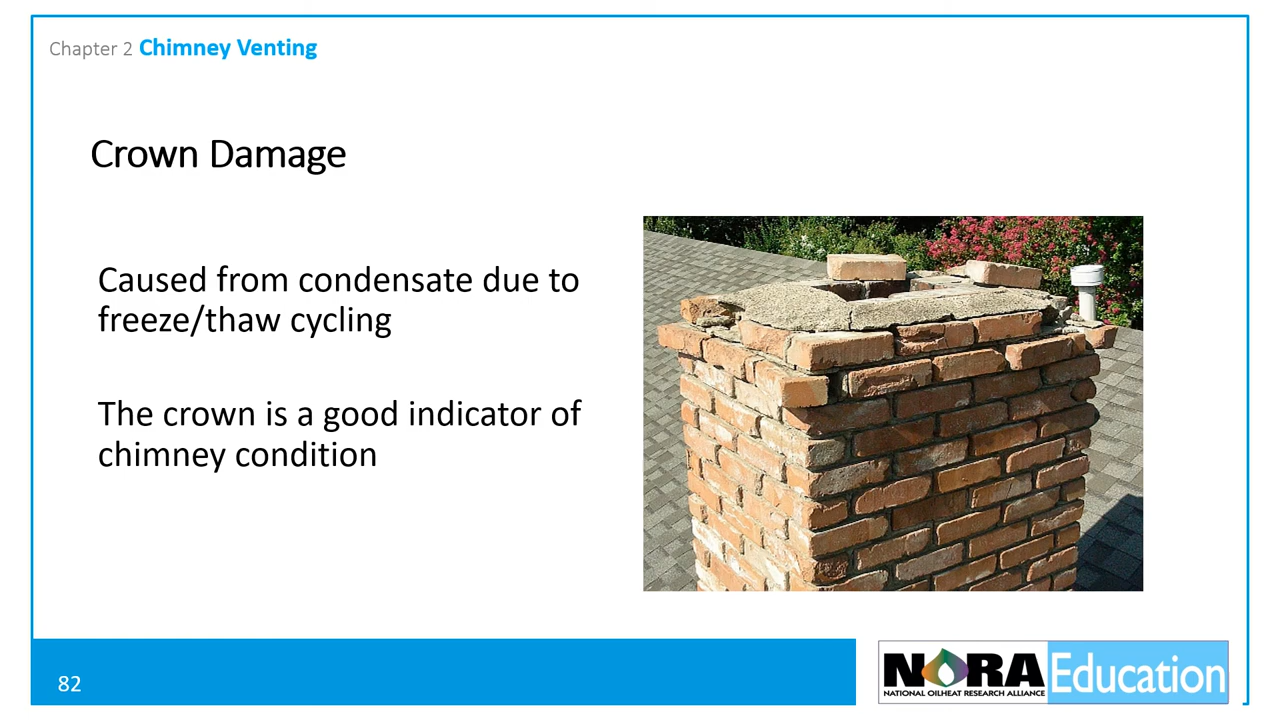 Chapter 2 Chimney Venting
Crown Damage
Caused from condensate due to
freeze/thaw cycling
The crown is a good indicator of
chimney condition
82
NORA Education
NATIONAL OILHEAT RESEARCH ALLIANCE